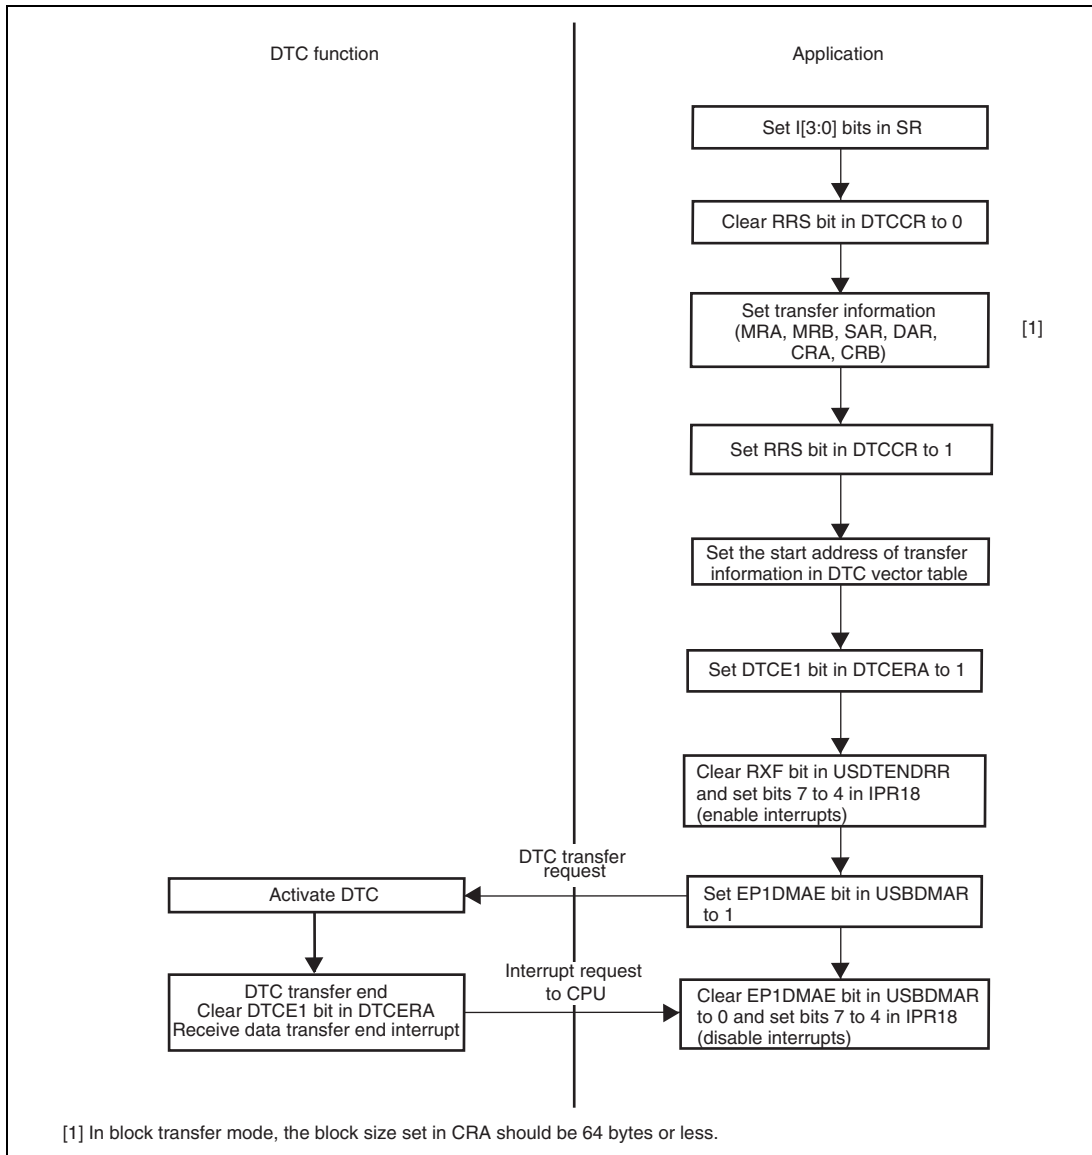 DTC function
Application
Set I[3:0] bits in SR
Clear RRS bit in DTCCR to 0
Set transfer information
(MRA, MRB, SAR, DAR,
CRA, CRB)
[1]
Set RRS bit in DTCCR to 1
Set the start address of transfer
information in DTC vector table
Set DTCE1 bit in DTCERA to 1
Clear RXF bit in USDTENDRR
and set bits 7 to 4 in IPR18
(enable interrupts)
DTC transfer
request
Activate DTC
Set EP1DMAE bit in USBDMAR
to 1
Interrupt request
to CPU
DTC transfer end
Clear DTCE1 bit in DTCERA
Receive data transfer end interrupt
Clear EP1DMAE bit in USBDMAR
to 0 and set bits 7 to 4 in IPR18
(disable interrupts)
[1] In block transfer mode, the block size set in CRA should be 64 bytes or less.